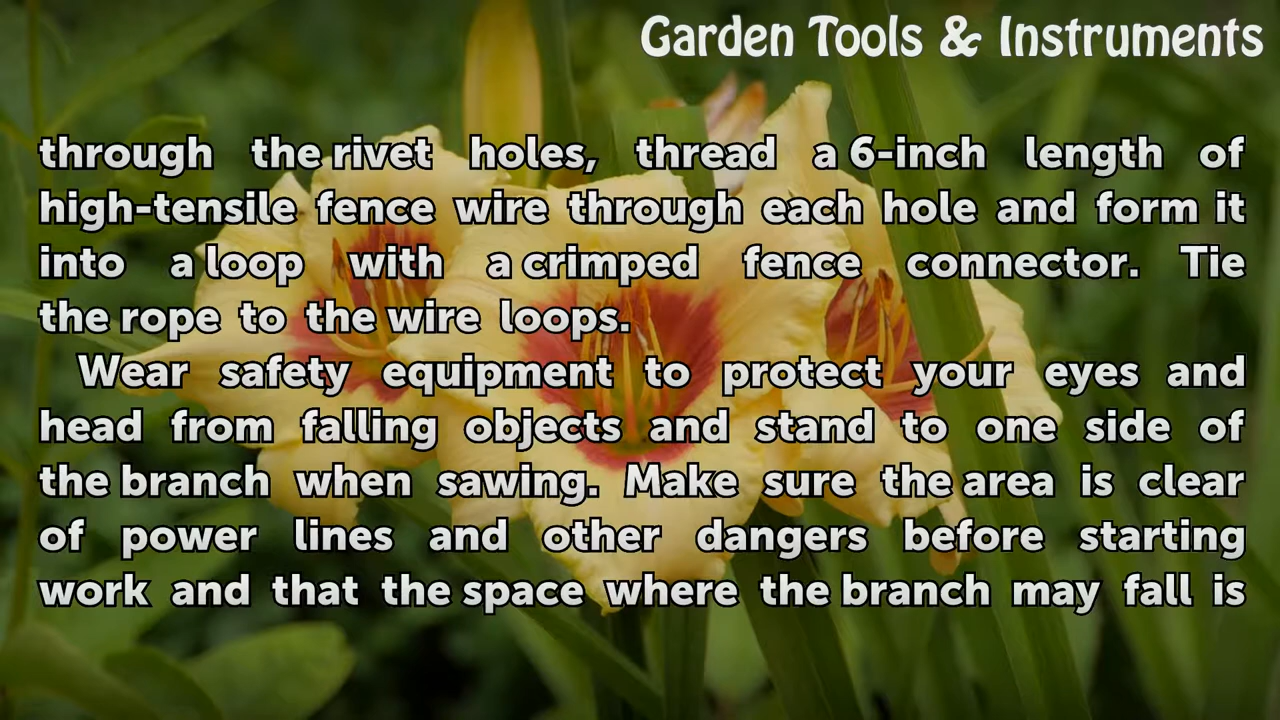 Garden Tools & Instruments
through the rivet holes, thread a 6-inch length of
high-tensile fence wire through each hole and form it
into a loop with a crimped fence connector. Tie
the rope to the wire loops.
Wear safety equipment to protect your eyes and
head from falling objects and stand to one side of
the branch when sawing. Make sure the area is clear
of power lines and other dangers before starting
work and that the space where the branch may fall is